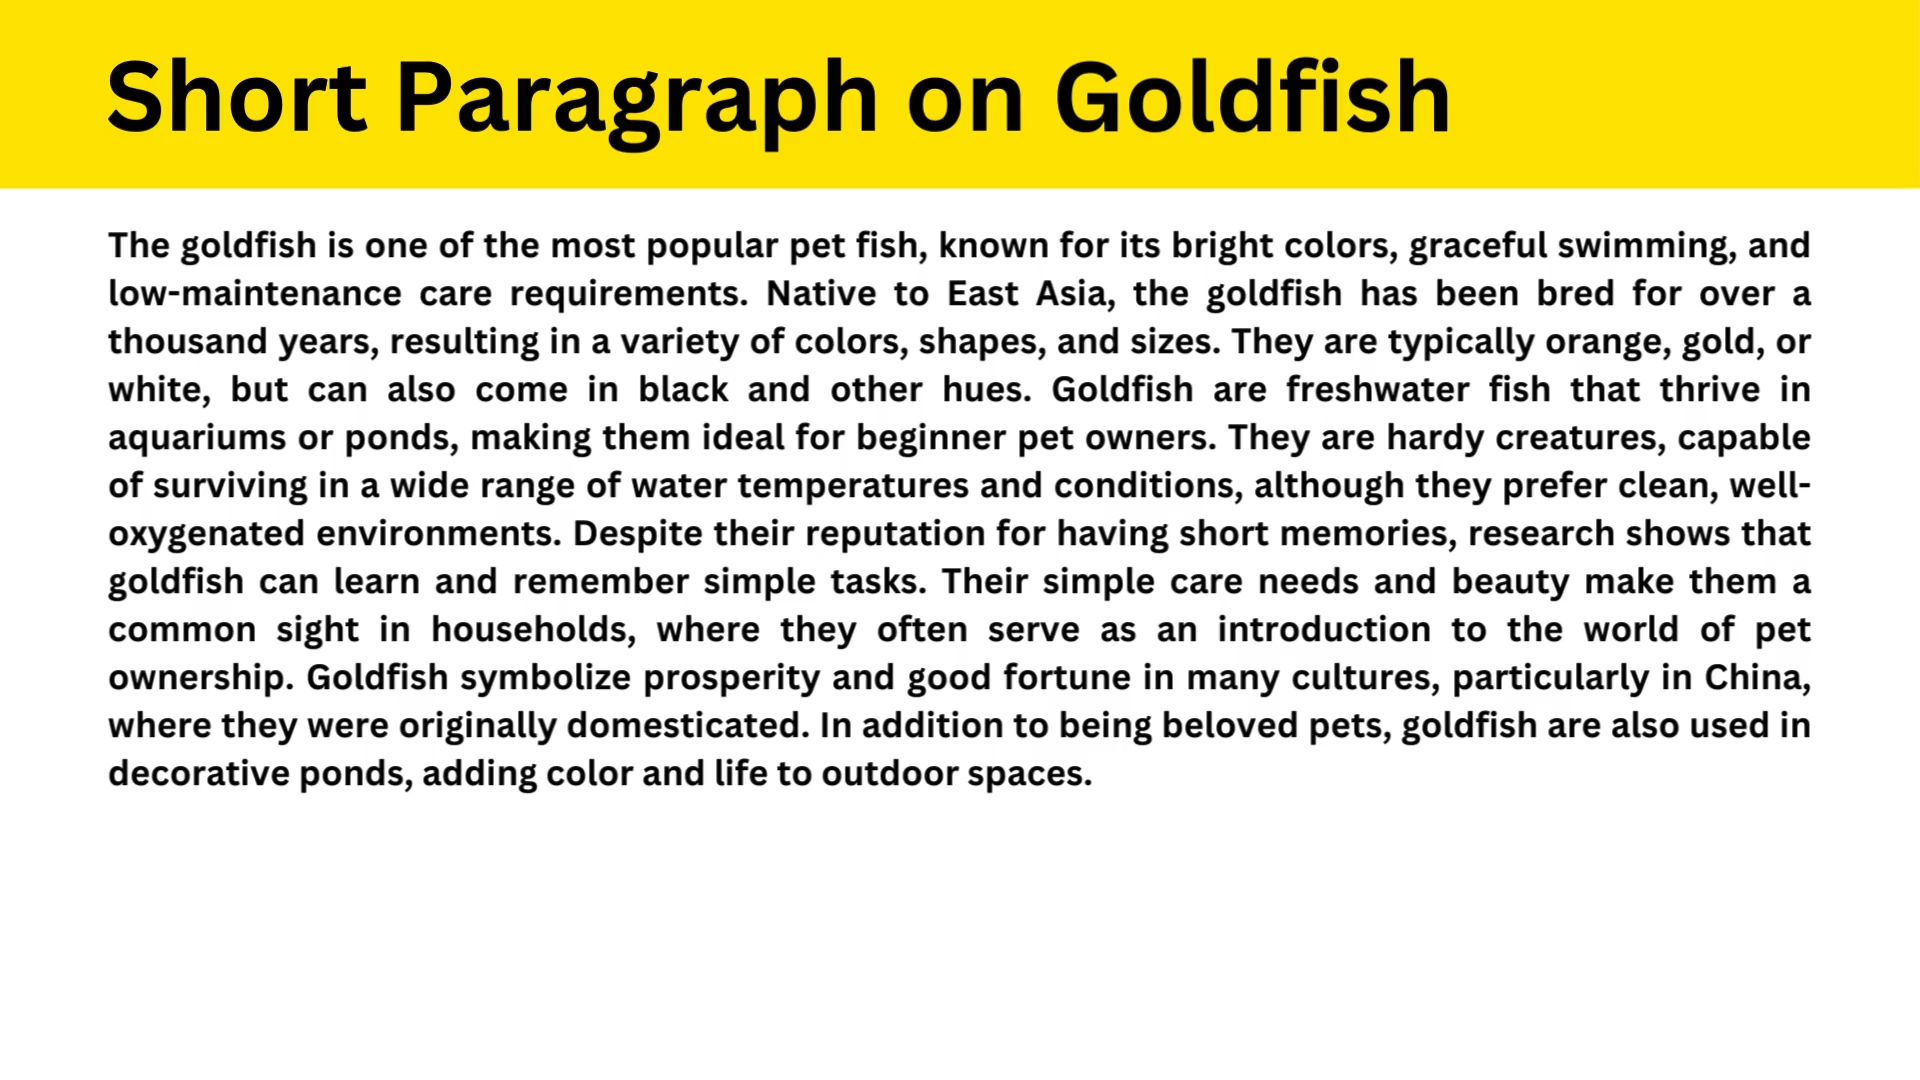 Short Paragraph on Goldfish
The goldfish is one of the most popular pet fish, known for its bright colors, graceful swimming, and
low-maintenance care requirements. Native to East Asia, the goldfish has been bred for over a
thousand years, resulting in a variety of colors, shapes, and sizes. They are typically orange, gold, or
white, but can also come in black and other hues. Goldfish are freshwater fish that thrive in
aquariums or ponds, making them ideal for beginner pet owners. They are hardy creatures, capable
of surviving in a wide range of water temperatures and conditions, although they prefer clean, well-
oxygenated environments. Despite their reputation for having short memories, research shows that
goldfish can learn and remember simple tasks. Their simple care needs and beauty make them a
common sight in households, where they often serve as an introduction to the world of pet
ownership. Goldfish symbolize prosperity and good fortune in many cultures, particularly in China,
where they were originally domesticated. In addition to being beloved pets, goldfish are also used in
decorative ponds, adding color and life to outdoor spaces.